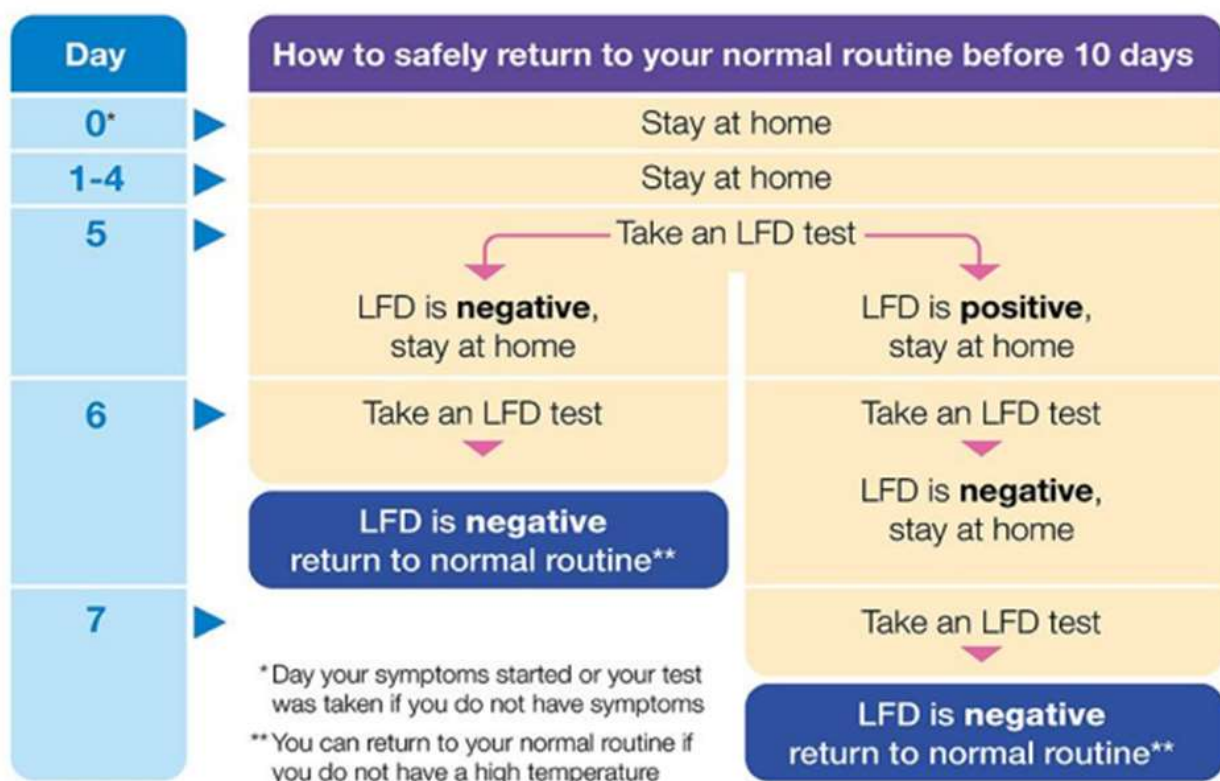 Day
How to safely return to your normal routine before 10 days
0*
Stay at home
1-4
Stay at home
5
Take an LFD test
LFD is negative,
stay at home
LFD is positive,
stay at home
6
Take an LFD test
LFD is negative
return to normal routine**
Take an LFD test
LFD is negative,
stay at home
7
Take an LFD test
LFD is negative
return to normal routine**
* Day your symptoms started or your test
was taken if you do not have symptoms
** You can return to your normal routine if
you do not have a high temperature